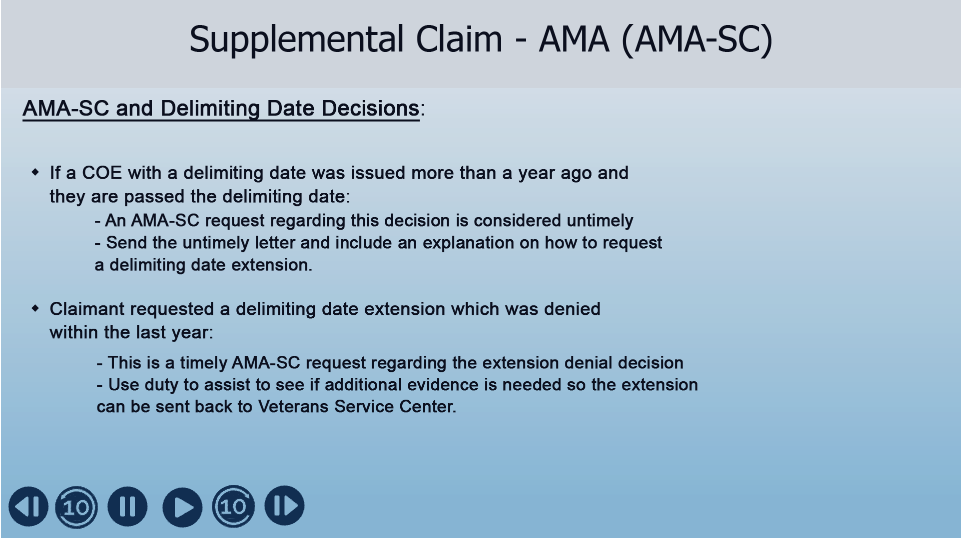 Supplemental Claim - AMA (AMA-SC)
AMA-SC and Delimiting Date Decisions:
◆ If a COE with a delimiting date was issued more than a year ago and
they are passed the delimiting date:
- An AMA-SC request regarding this decision is considered untimely
- Send the untimely letter and include an explanation on how to request
a delimiting date extension.
◆ Claimant requested a delimiting date extension which was denied
within the last year:
- This is a timely AMA-SC request regarding the extension denial decision
- Use duty to assist to see if additional evidence is needed so the extension
can be sent back to Veterans Service Center.
10 10